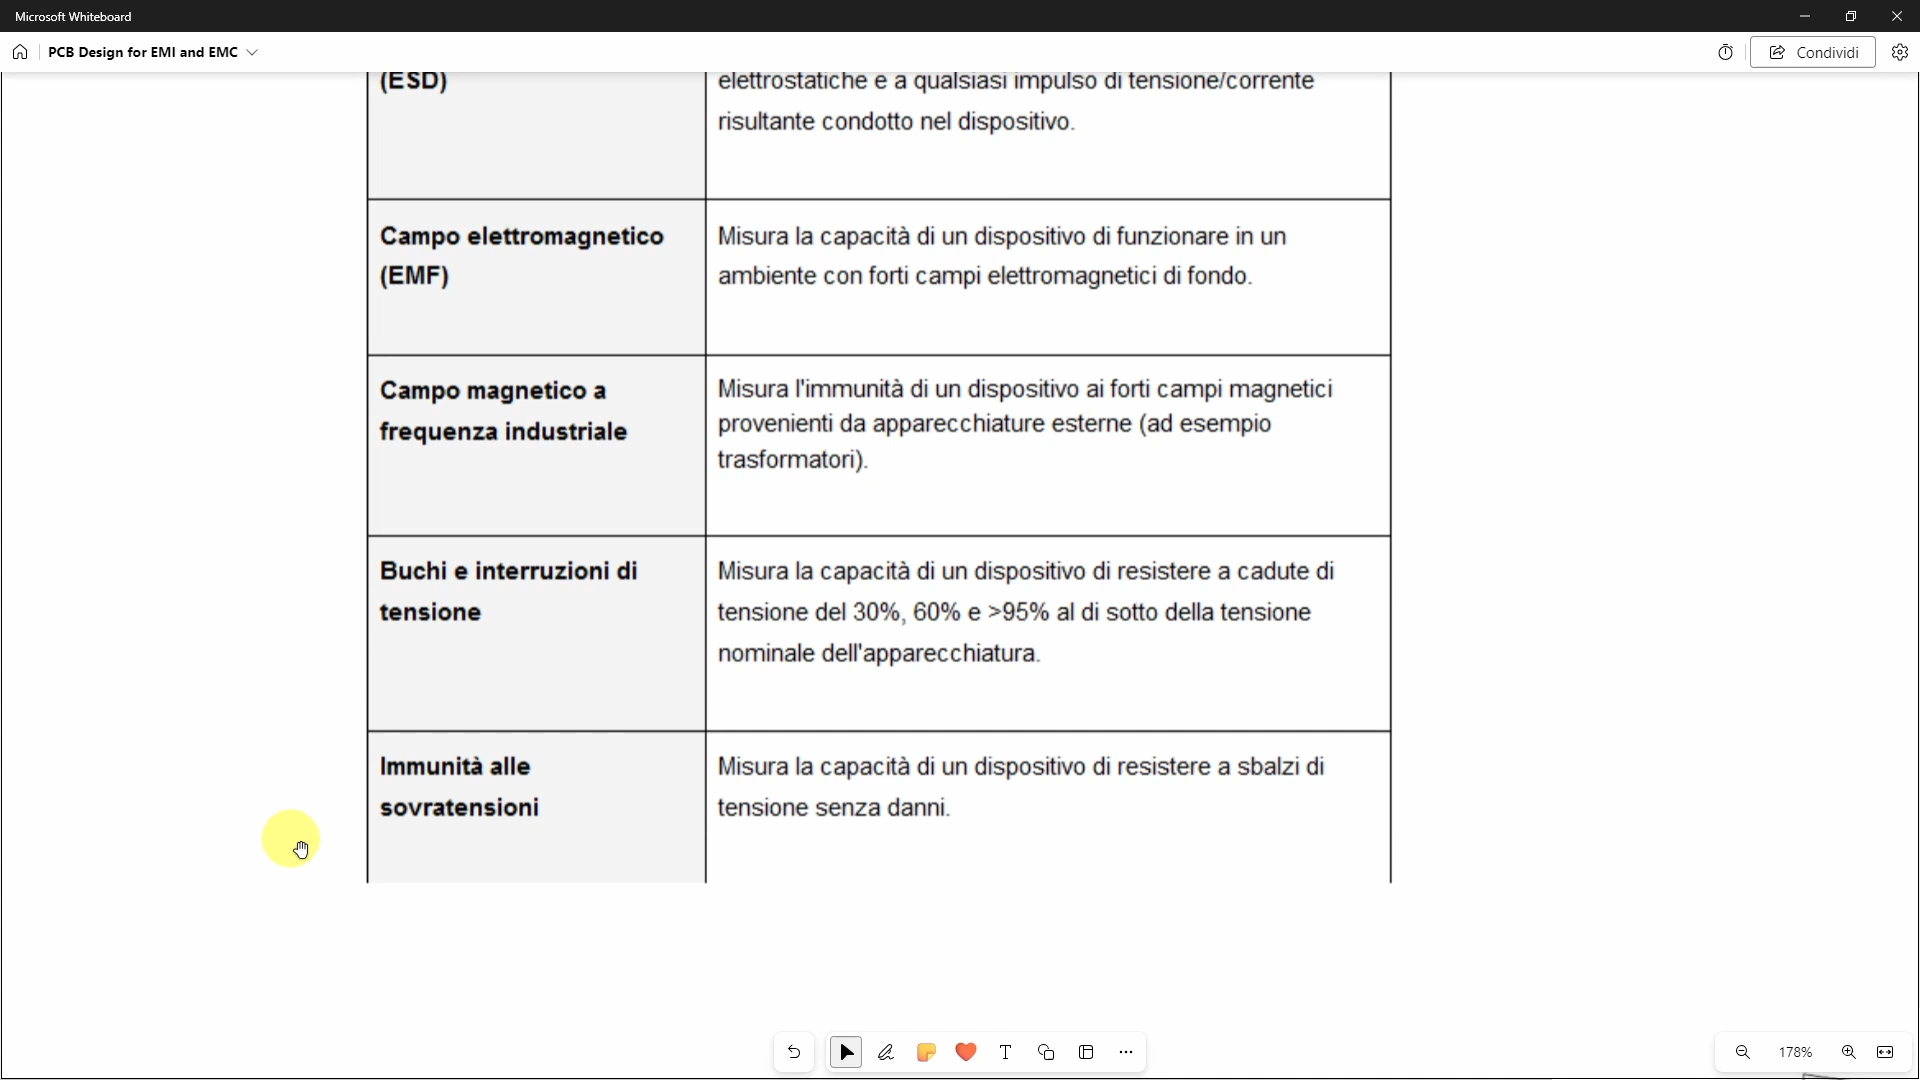 Microsoft Whiteboard
PCB Design for EMI and EMC
Condividi
(ESD)
elettrostatiche e a qualsiasi impulso di tensione/corrente
risultante condotto nel dispositivo.
Campo elettromagnetico
(EMF)
Misura la capacità di un dispositivo di funzionare in un
ambiente con forti campi elettromagnetici di fondo.
Campo magnetico a
frequenza industriale
Misura l'immunità di un dispositivo ai forti campi magnetici
provenienti da apparecchiature esterne (ad esempio
trasformatori).
Buchi e interruzioni di
tensione
Misura la capacità di un dispositivo di resistere a cadute di
tensione del 30%, 60% e >95% al di sotto della tensione
nominale dell'apparecchiatura.
Immunità alle
sovratensioni
Misura la capacità di un dispositivo di resistere a sbalzi di
tensione senza danni.
178%